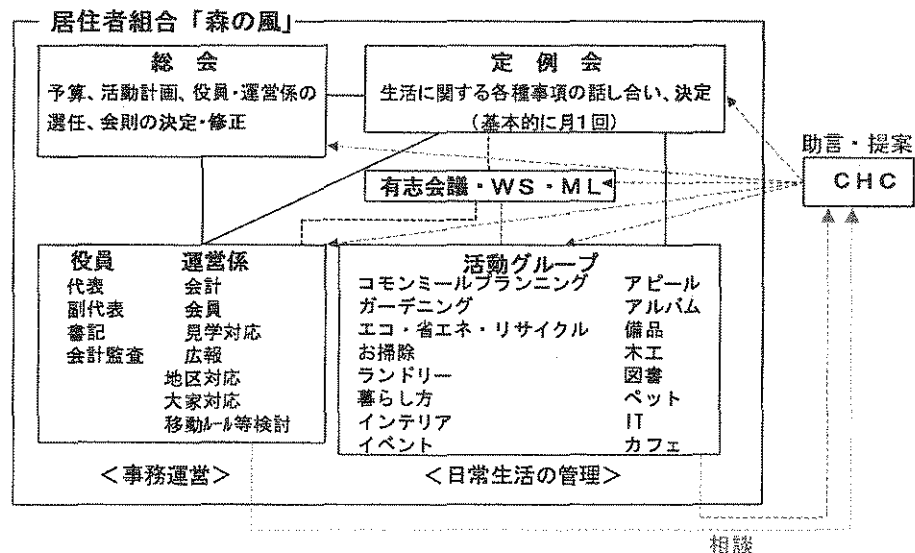 居住者組合「森の風」
総 会
予算、活動計画、役員・運営係の
選任、会則の決定・修正
定 例 会
生活に関する各種事項の話し合い、決定
（基本的に月1回）
助言・提案
CHC
有志会議・WS・ML
役員
代表
副代表
書記
会計監査
運営係
会計
会員
見学対応
広報
地区対応
大家対応
移動ﾙｰﾙ等検討
＜事務運営＞
活動グループ
コモンミールプランニング
ガーデニング
エコ・省エネ・リサイクル
お掃除
ランドリー
暮らし方
インテリア
イベント
アピール
アルバム
備品
木工
図書
ペット
IT
カフェ
＜日常生活の管理＞
相談